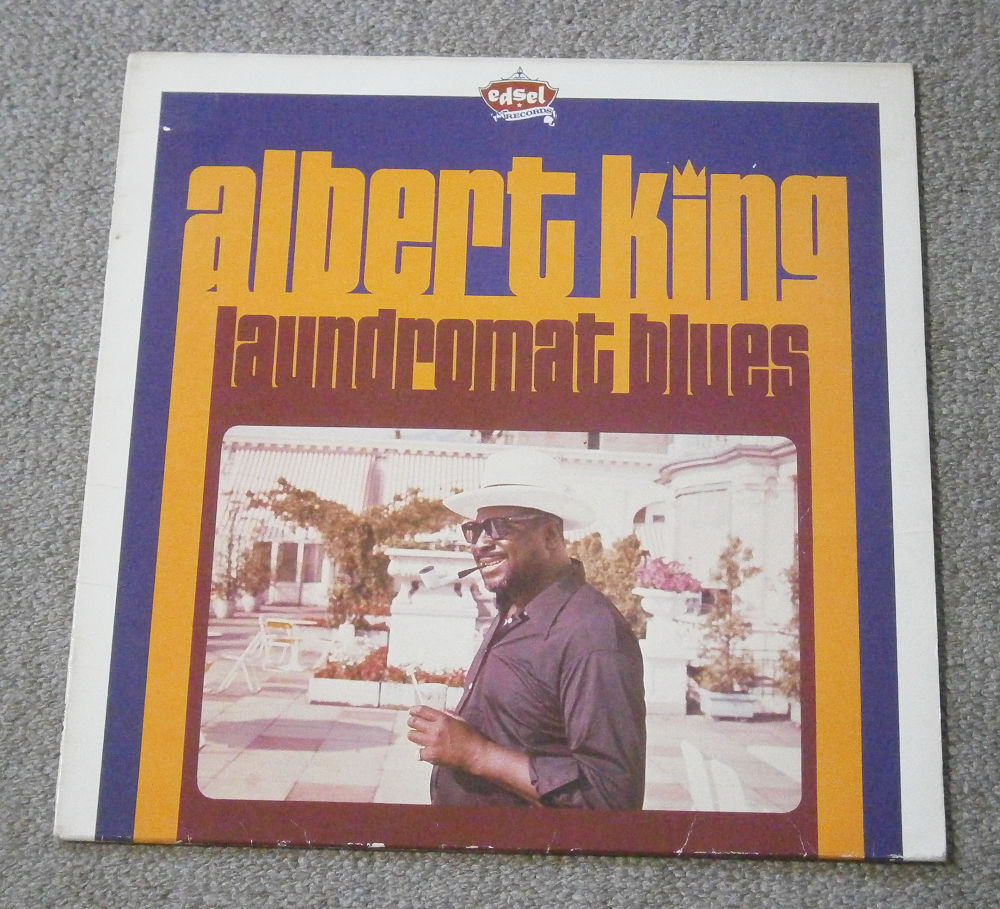 edsel
RECORDS
albert king
laundromat blues